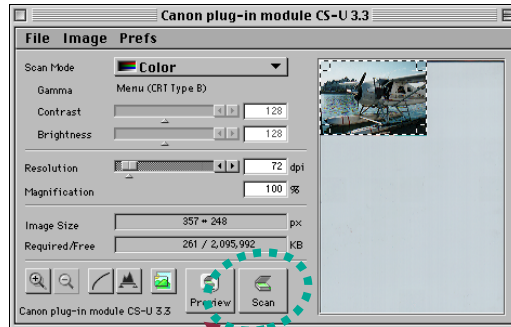 Canon plug-in module CS-U 3.3
File Image Prefs
Scan Mode Color
Gamma Menu (CRT Type B)
Contrast 128
Brightness 128
Resolution 72 dpi
Magnification 100 %
Image Size 357 * 248 px
Required/Free 261 / 2,095,992 KB
Preview Scan
Canon plug-in module CS-U 3.3